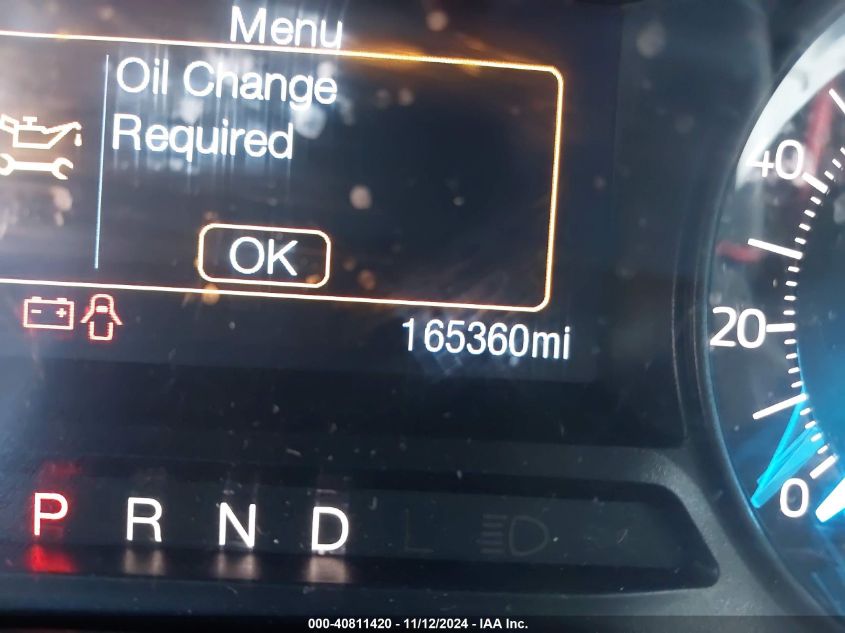 Menu
Oil Change
Required
OK
165360mi
40
20
0
P R N D L
000-40811420 - 11/12/2024 - IAA Inc.